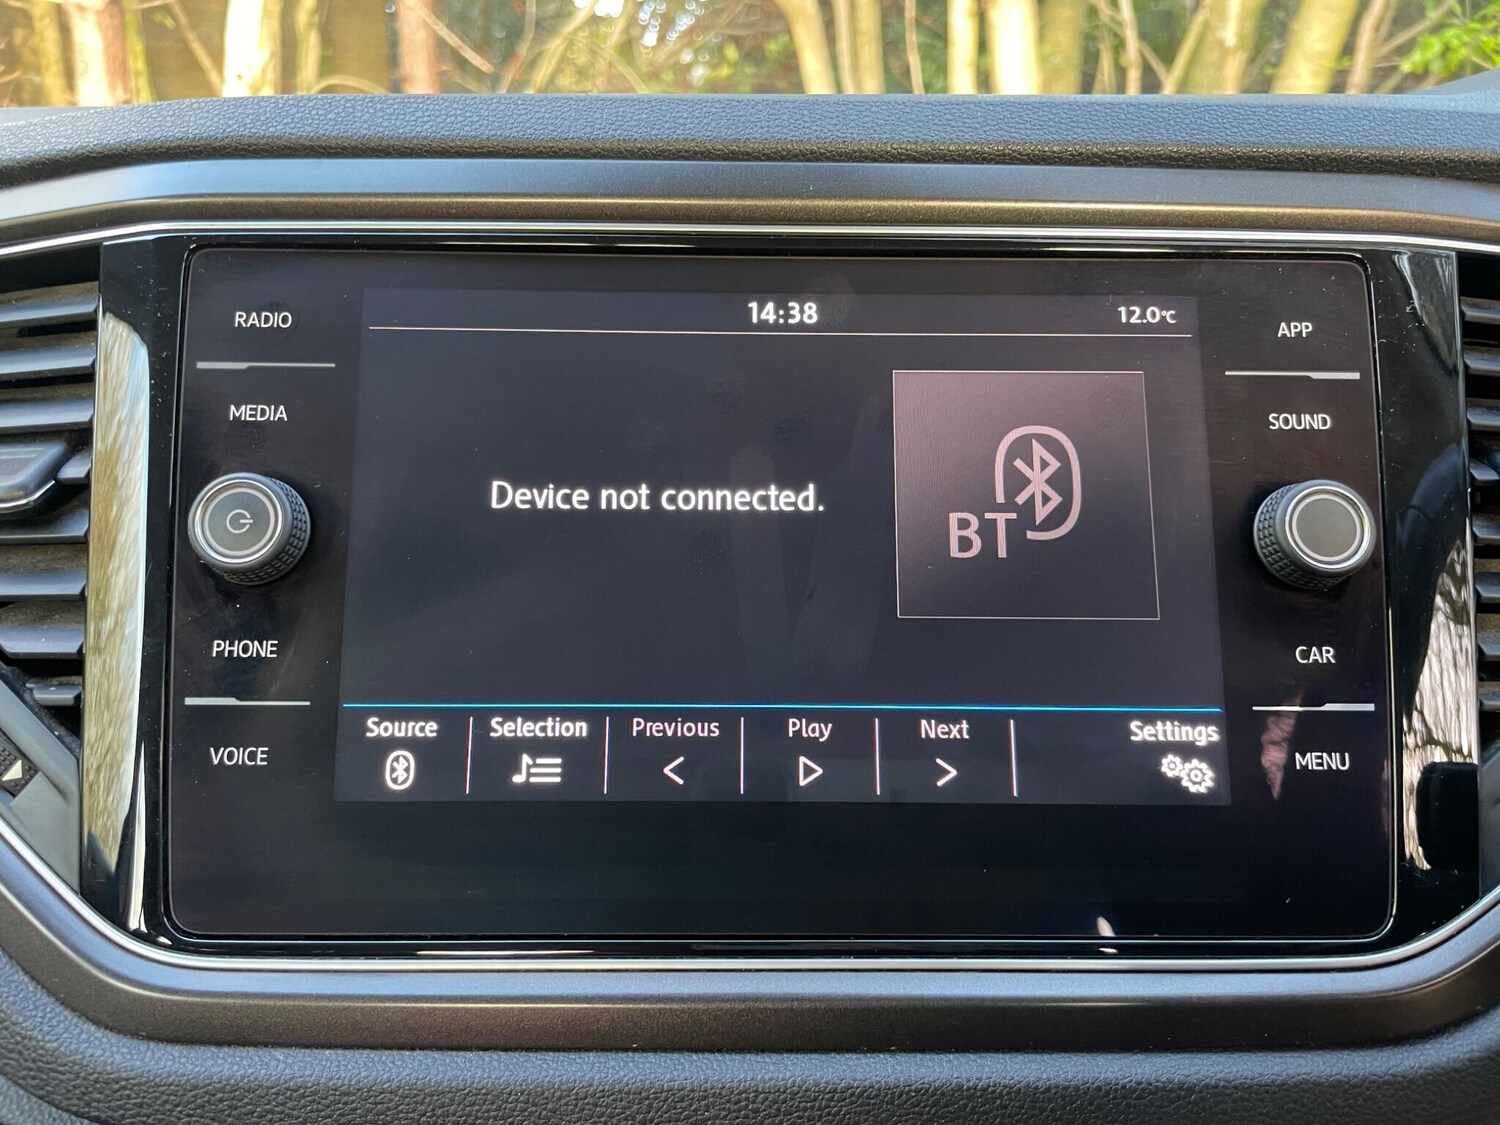 14:38
12.0°C
RADIO
MEDIA
PHONE
VOICE
Device not connected.
BT
APP
SOUND
CAR
MENU
Source
Selection
Previous
Play
Next
Settings